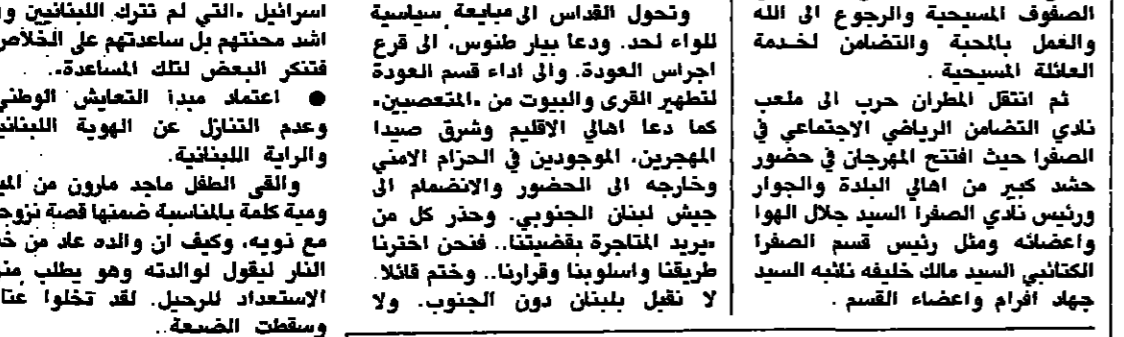 الصفوف المسيحية والرجوع الى الله
والعمل بالمحبة والتضامن لخدمة
العائلة المسيحية .
ثم انتقل المطران حرب الى ملعب
نادي التضامن الرياضي الاجتماعي في
الصفرا حيث افتتح المهرجان في حضور
حشد كبير من اهالي البلدة والجوار
ورئيس نادي الصفرا السيد جلال الهوا
واعضائه ومثل رئيس قسم الصفرا
الكتائبي السيد مالك خليفه نائبه السيد
جهاد افرام واعضاء القسم .
وتحول القداس الى مبايعة سياسية
للواء لحد. ودعا بيار طنوس، الى قرع
اجراس العودة. والى اداء قسم العودة
لتطهير القرى والبيوت من «المتعصبين»
كما دعا اهالي الاقليم وشرق صيدا
المهجرين، الموجودين في الحزام الامني
وخارجه الى الحضور والانضمام الى
جيش لبنان الجنوبي. وحذر كل من
«يريد المتاجرة بقضيتنا.. فنحن اخترنا
طريقنا واسلوبنا وقرارنا.. وختم قائلا.
لا نقبل بلبنان دون الجنوب. ولا
اسرائيل «التي لم تترك اللبنانيين
اشد محنتهم بل ساعدتهم على الخلاص
فتنكر البعض لتلك المساعدة».
● اعتماد مبدأ التعايش الوطني
وعدم التنازل عن الهوية
والراية اللبنانية.
والقى الطفل ماجد مارون من
ومية كلمة بالمناسبة ضمنها قصة
مع ذويه، وكيف ان والده عاد من
النار ليقول لوالدته وهو يطلب
الاستعداد للرحيل. لقد تخلوا
وسقطت الضيعة..